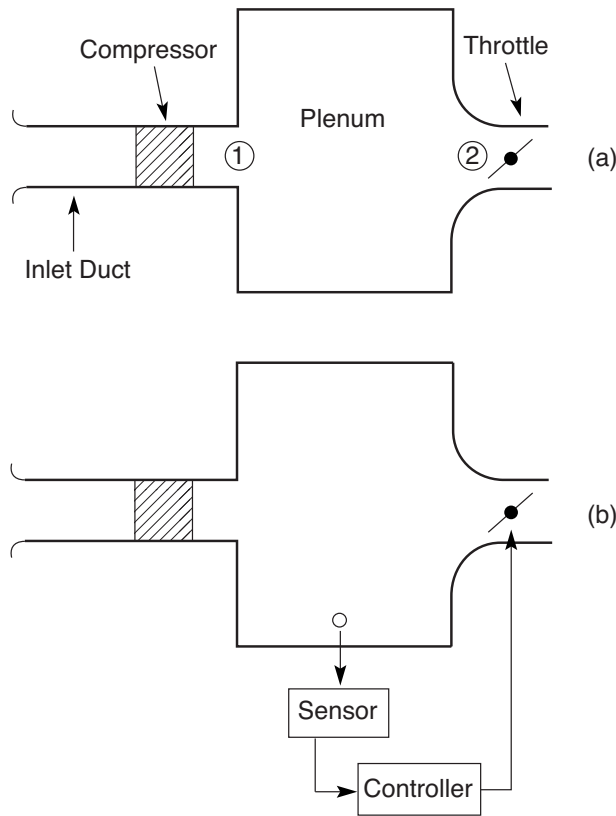 Compressor
Throttle
Plenum
1
2
(a)
Inlet Duct
(b)
Sensor
Controller